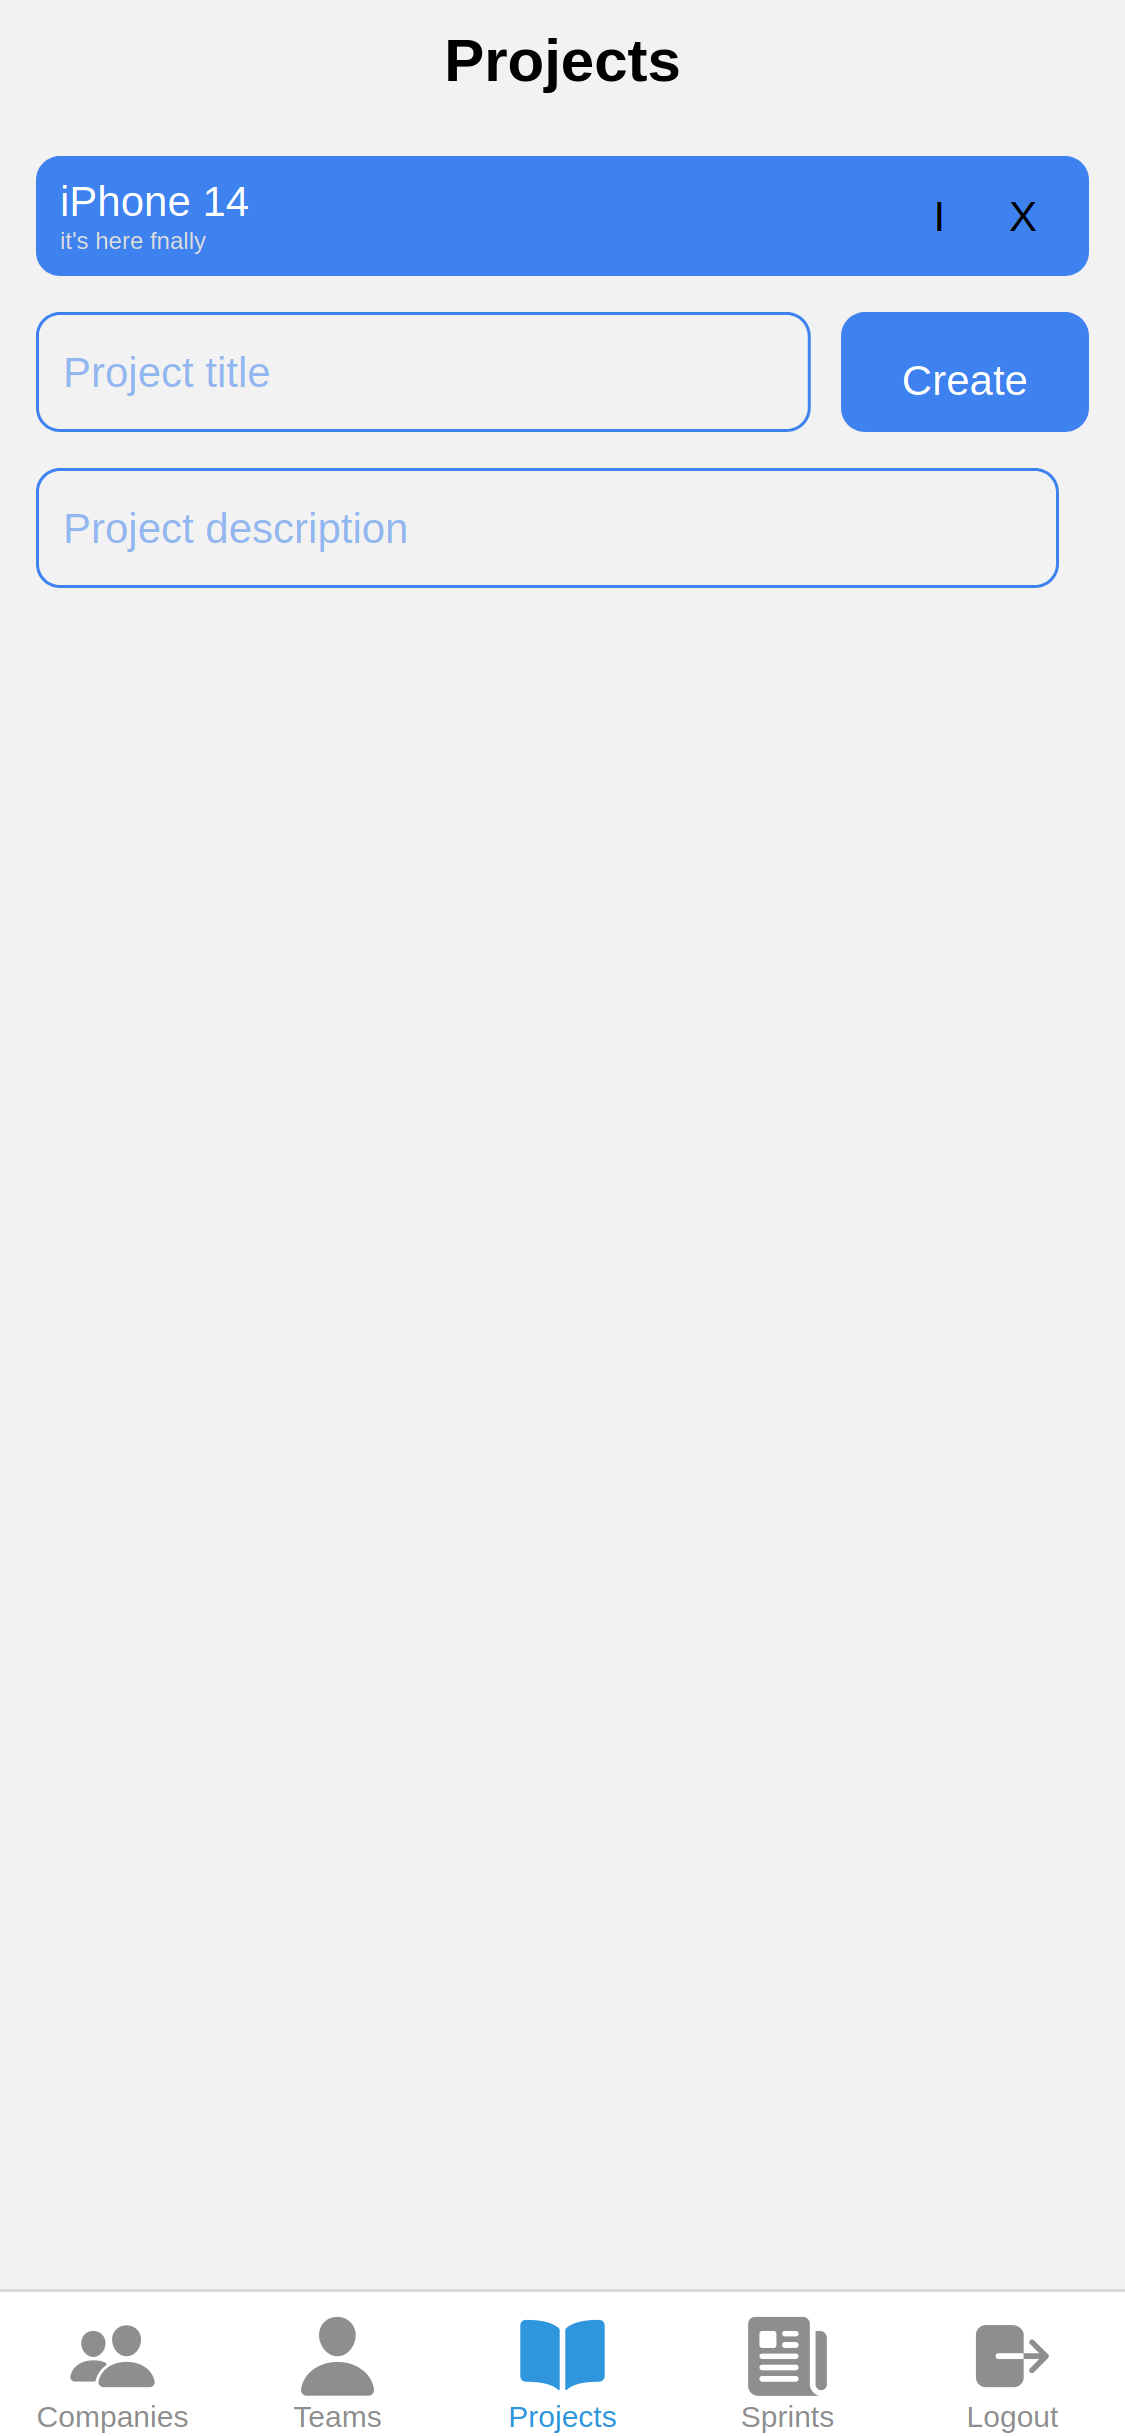 Projects
iPhone 14
it's here fnally
I X
Project title
Create
Project description
Companies
Teams
Projects
Sprints
Logout